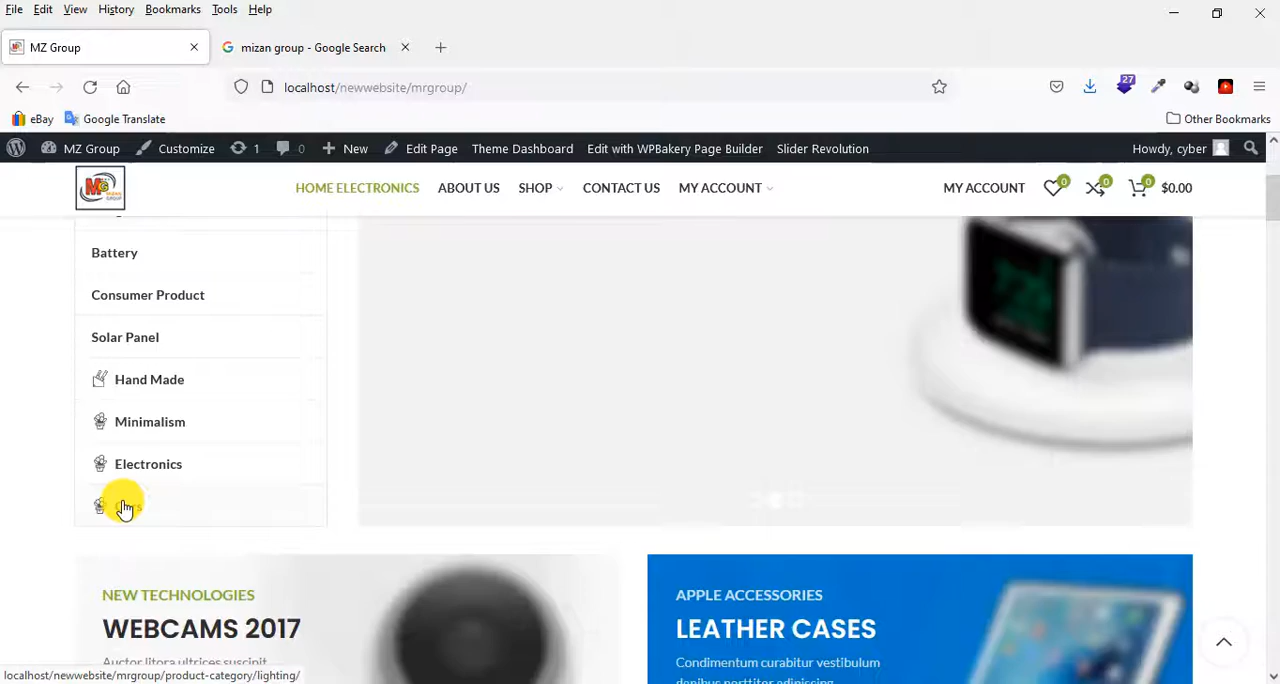 File Edit View History Bookmarks Tools Help
MZ Group
mizan group - Google Search
localhost/newwebsite/mrgroup/
27
eBay
Google Translate
Other Bookmarks
MZ Group
Customize
1
0
New
Edit Page
Theme Dashboard
Edit with WPBakery Page Builder
Slider Revolution
Howdy, cyber
MG
MIZAN
GROUP
HOME ELECTRONICS
ABOUT US
SHOP
CONTACT US
MY ACCOUNT
MY ACCOUNT
0
0
0
$0.00
Battery
Consumer Product
Solar Panel
Hand Made
Minimalism
Electronics
NEW TECHNOLOGIES
WEBCAMS 2017
Auctor litora ultrices suscipit
APPLE ACCESSORIES
LEATHER CASES
Condimentum curabitur vestibulum
localhost/newwebsite/mrgroup/product-category/lighting/